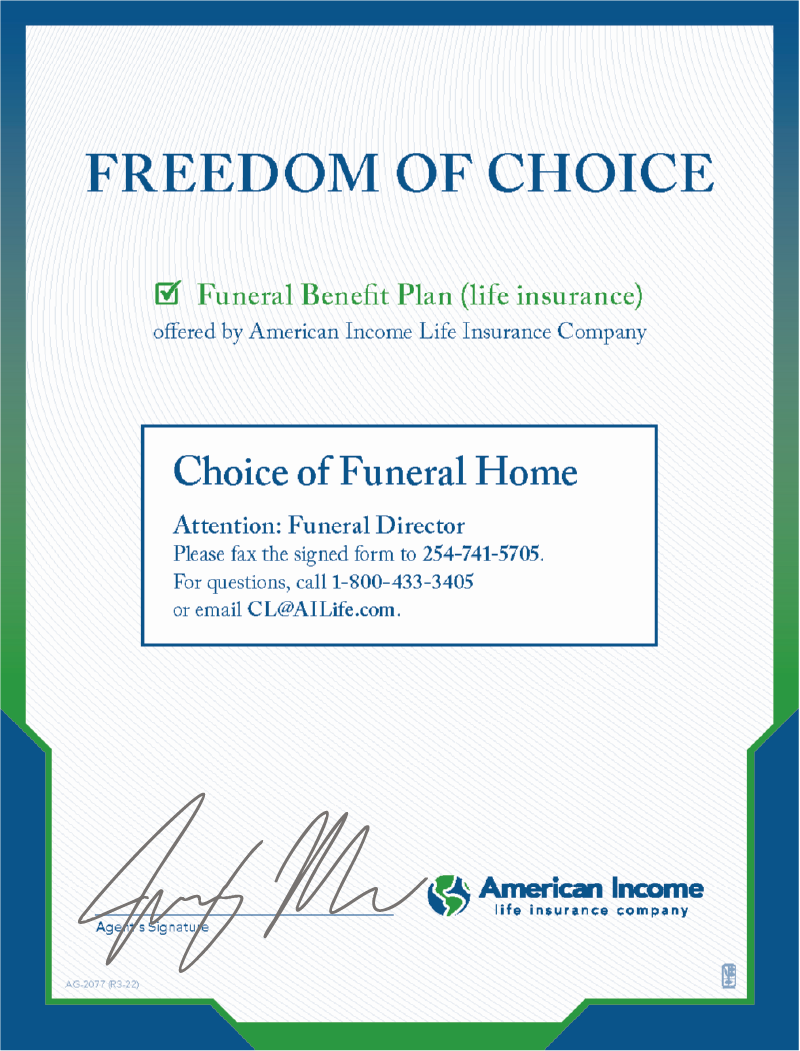 FREEDOM OF CHOICE
Funeral Benefit Plan (life insurance)
offered by American Income Life Insurance Company
Choice of Funeral Home
Attention: Funeral Director
Please fax the signed form to 254-741-5705.
For questions, call 1-800-433-3405
or email CL@AILife.com.
Agent's Signature
American Income
life insurance company
AG-2077 (R3-22)